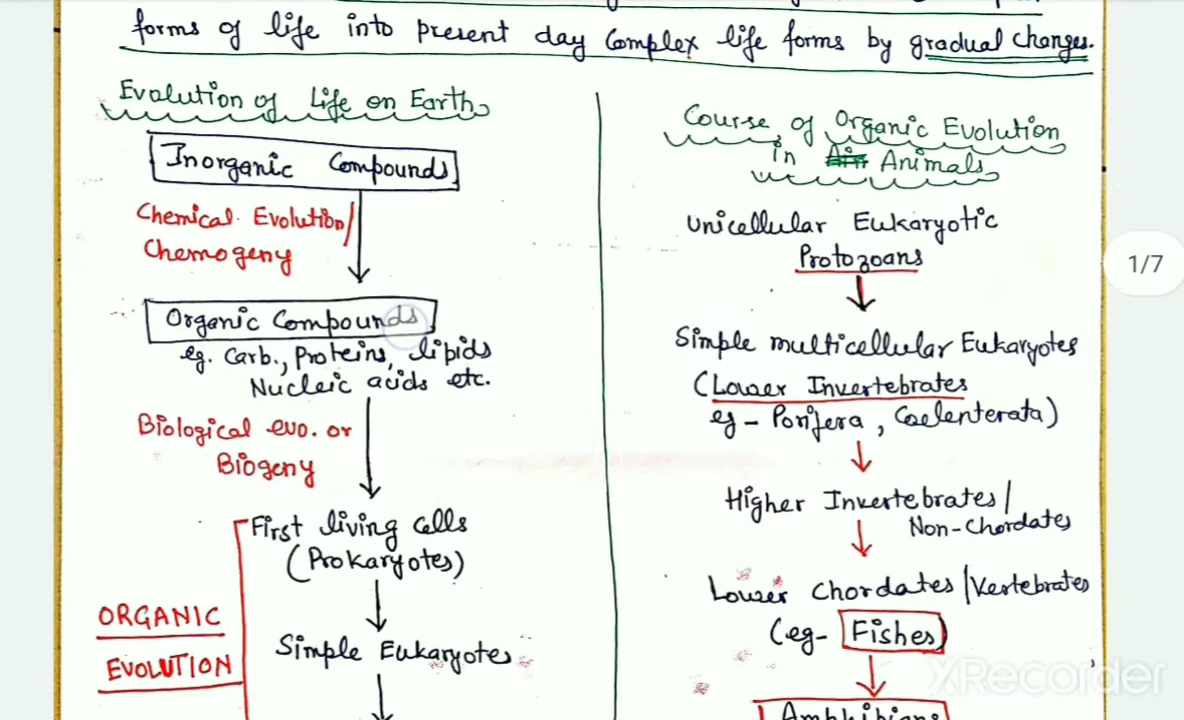 forms of life into present day complex life forms by gradual changes.
Evolution of Life on Earth
Inorganic Compounds
Chemical Evolution/
Chemogeny
Organic Compounds
eg. Carb., Proteins, lipids
Nucleic acids etc.
Biological evo. or
Biogeny
First living cells
(Prokaryotes)
ORGANIC
EVOLUTION
Simple Eukaryotes
Course of Organic Evolution
in Animals
Unicellular Eukaryotic
Protozoans
Simple multicellular Eukaryotes
(Lower Invertebrates
eg - Porifera, Coelenterata)
Higher Invertebrates/
Non-Chordates
Lower Chordates/Vertebrates
(eg- Fishes)
Amphibians
1/7
XRecorder